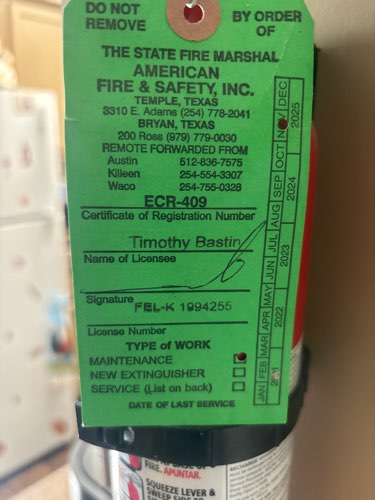 DO NOT REMOVE
BY ORDER OF
THE STATE FIRE MARSHAL
AMERICAN
FIRE & SAFETY, INC.
TEMPLE, TEXAS
3310 E. Adams (254) 778-2041
BRYAN, TEXAS
200 Ross (979) 779-0030
REMOTE FORWARDED FROM
Austin 512-836-7575
Killeen 254-554-3307
Waco 254-755-0328
ECR-409
Certificate of Registration Number
Timothy Bastin
Name of Licensee
Signature
FEL-K 1994255
License Number
TYPE of WORK
MAINTENANCE
NEW EXTINGUISHER
SERVICE (List on back)
DATE OF LAST SERVICE
JAN FEB MAR APR MAY JUN JUL AUG SEP OCT NOV DEC
2022 2023 2024 2025
FIRE. APUNTAR.
SQUEEZE LEVER &